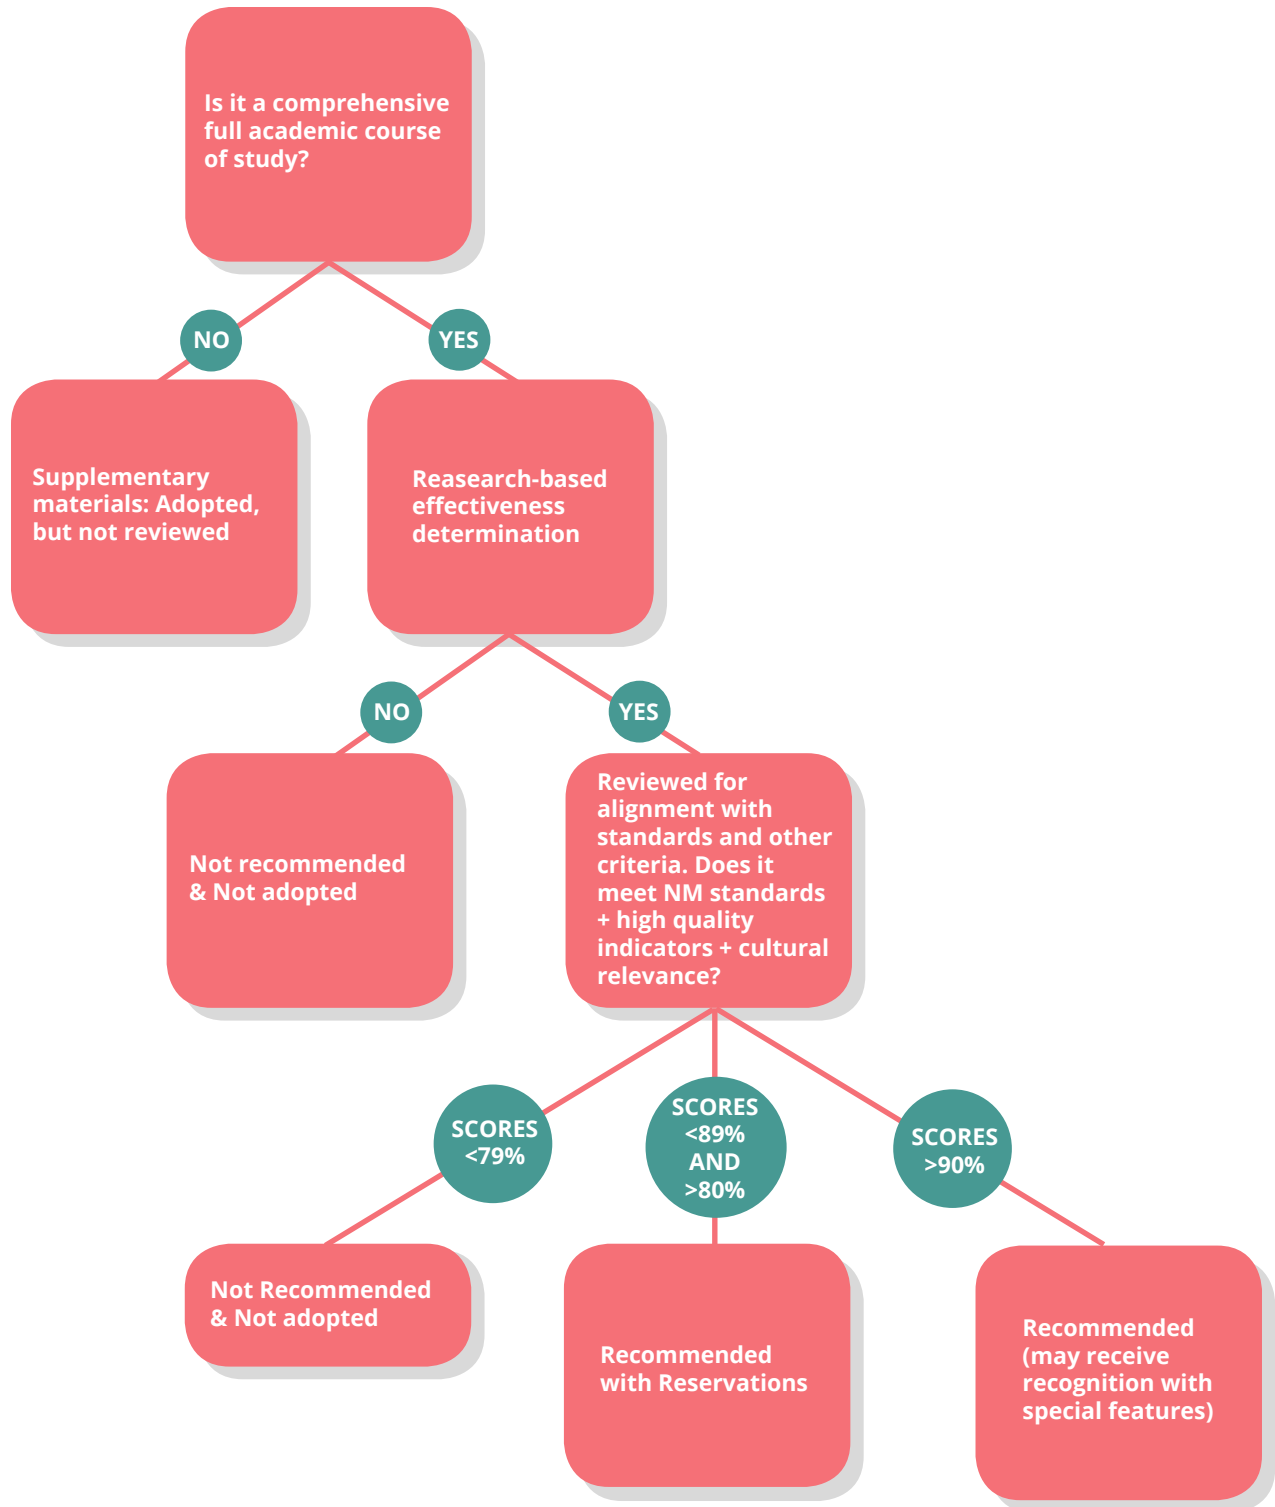 Is it a comprehensive
full academic course
of study?
NO
YES
Supplementary
materials: Adopted,
but not reviewed
Reasearch-based
effectiveness
determination
NO
YES
Not recommended
& Not adopted
Reviewed for
alignment with
standards and other
criteria. Does it
meet NM standards
+ high quality
indicators + cultural
relevance?
SCORES
<79%
SCORES
<89%
AND
>80%
SCORES
>90%
Not Recommended
& Not adopted
Recommended
with Reservations
Recommended
(may receive
recognition with
special features)